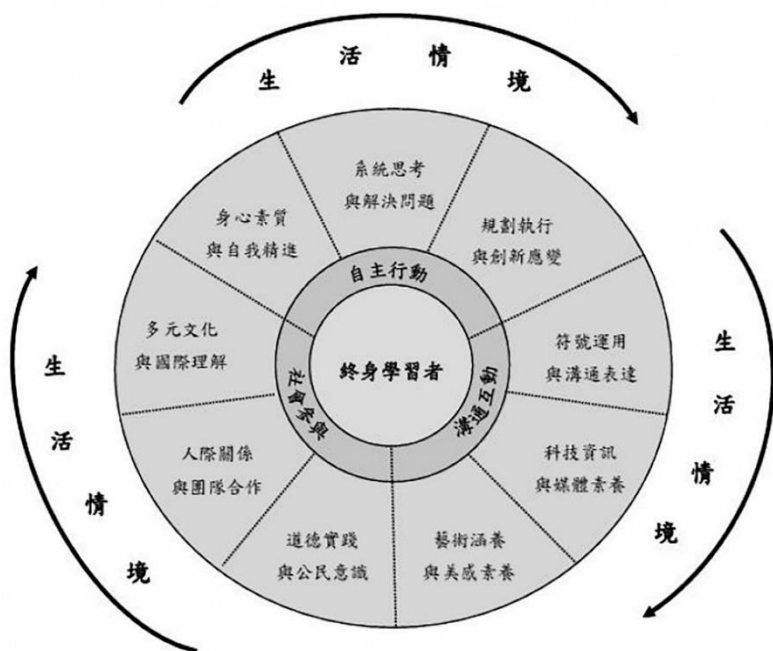 生活情境
系統思考
與解決問題
規劃執行
與創新應變
符號運用
與溝通表達
科技資訊
與媒體素養
藝術涵養
與美感素養
道德實踐
與公民意識
人際關係
與團隊合作
多元文化
與國際理解
身心素質
與自我精進
自主行動
溝通互動
社會參與
終身學習者
生活情境
生活情境